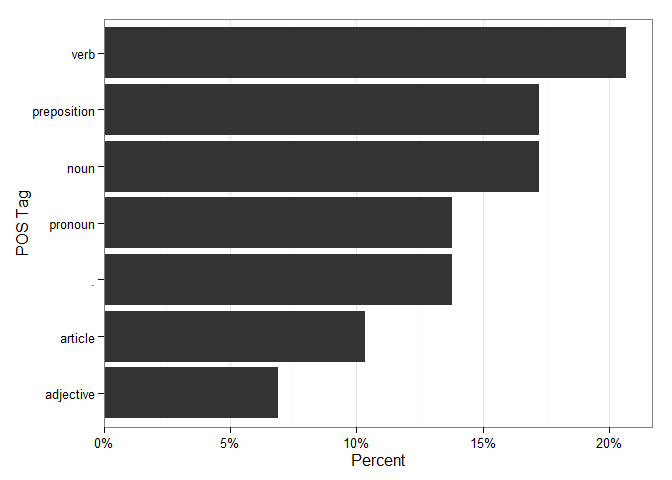 verb
preposition
noun
pronoun
.
article
adjective
POS Tag
0% 5% 10% 15% 20%
Percent